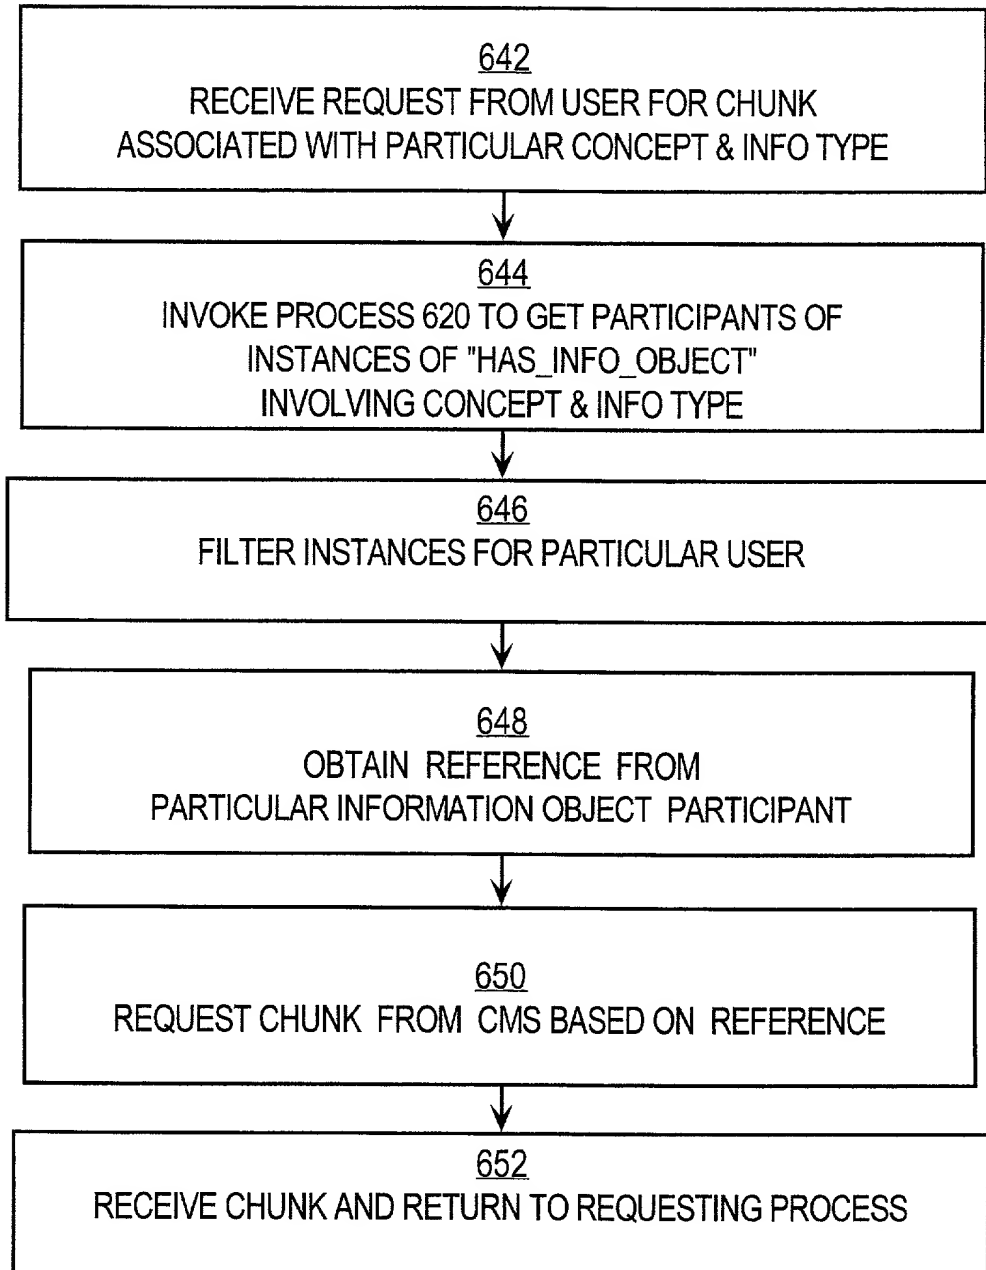 642
RECEIVE REQUEST FROM USER FOR CHUNK
ASSOCIATED WITH PARTICULAR CONCEPT & INFO TYPE
644
INVOKE PROCESS 620 TO GET PARTICIPANTS OF
INSTANCES OF "HAS_INFO_OBJECT"
INVOLVING CONCEPT & INFO TYPE
646
FILTER INSTANCES FOR PARTICULAR USER
648
OBTAIN REFERENCE FROM
PARTICULAR INFORMATION OBJECT PARTICIPANT
650
REQUEST CHUNK FROM CMS BASED ON REFERENCE
652
RECEIVE CHUNK AND RETURN TO REQUESTING PROCESS